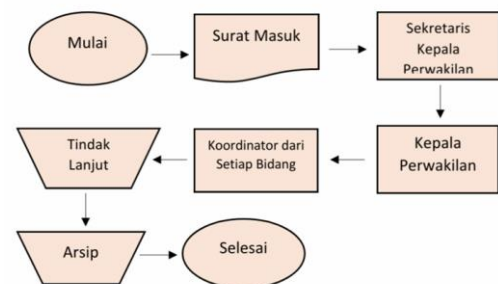 Mulai
Surat Masuk
Sekretaris
Kepala
Perwakilan
Kepala
Perwakilan
Koordinator dari
Setiap Bidang
Tindak
Lanjut
Arsip
Selesai